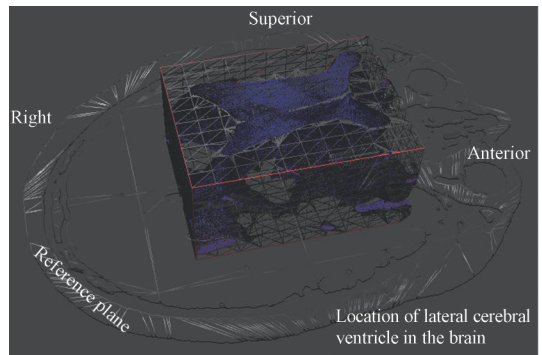 Superior
Right
Anterior
Reference plane
Location of lateral cerebral
ventricle in the brain